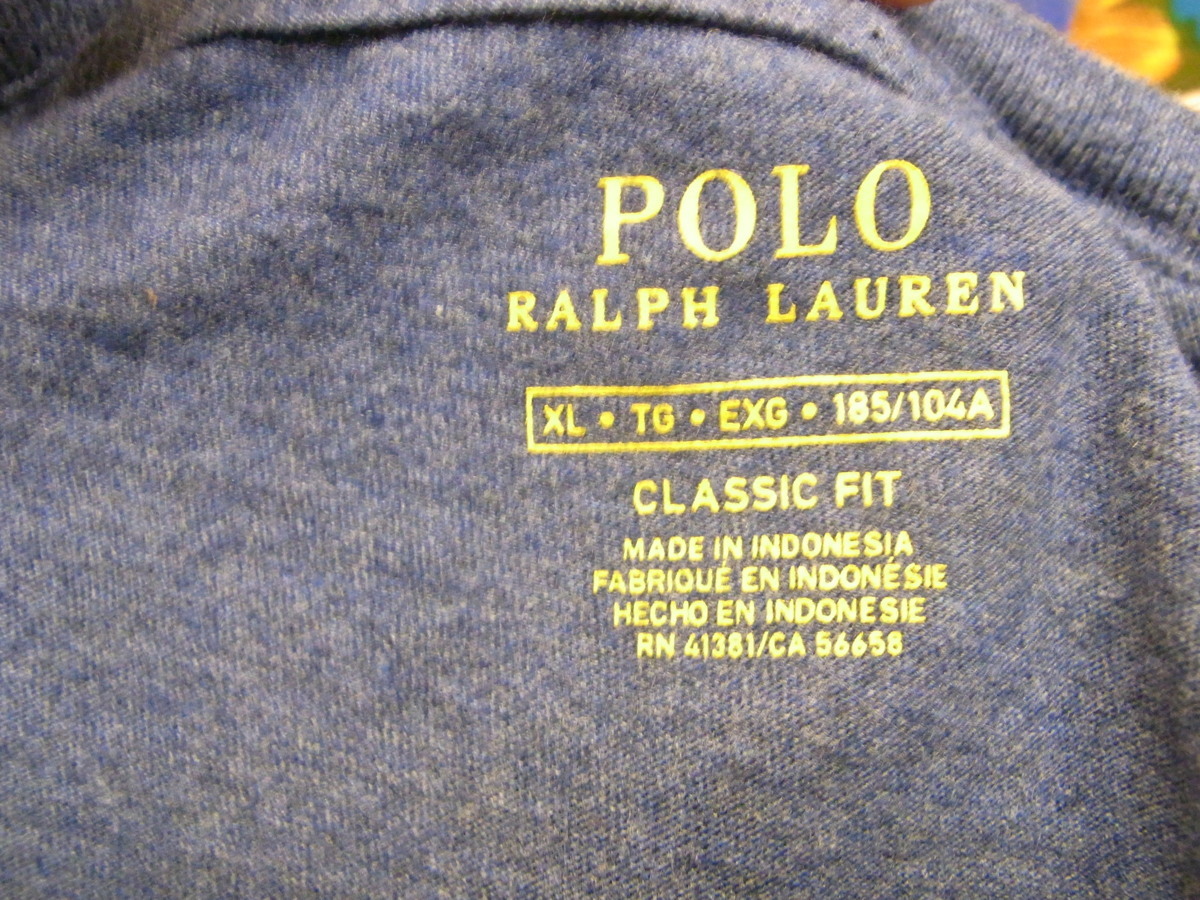 POLO
RALPH LAUREN
XL • TG • EXG • 185/104A
CLASSIC FIT
MADE IN INDONESIA
FABRIQUÉ EN INDONÉSIE
HECHO EN INDONESIE
RN 41381/CA 56658